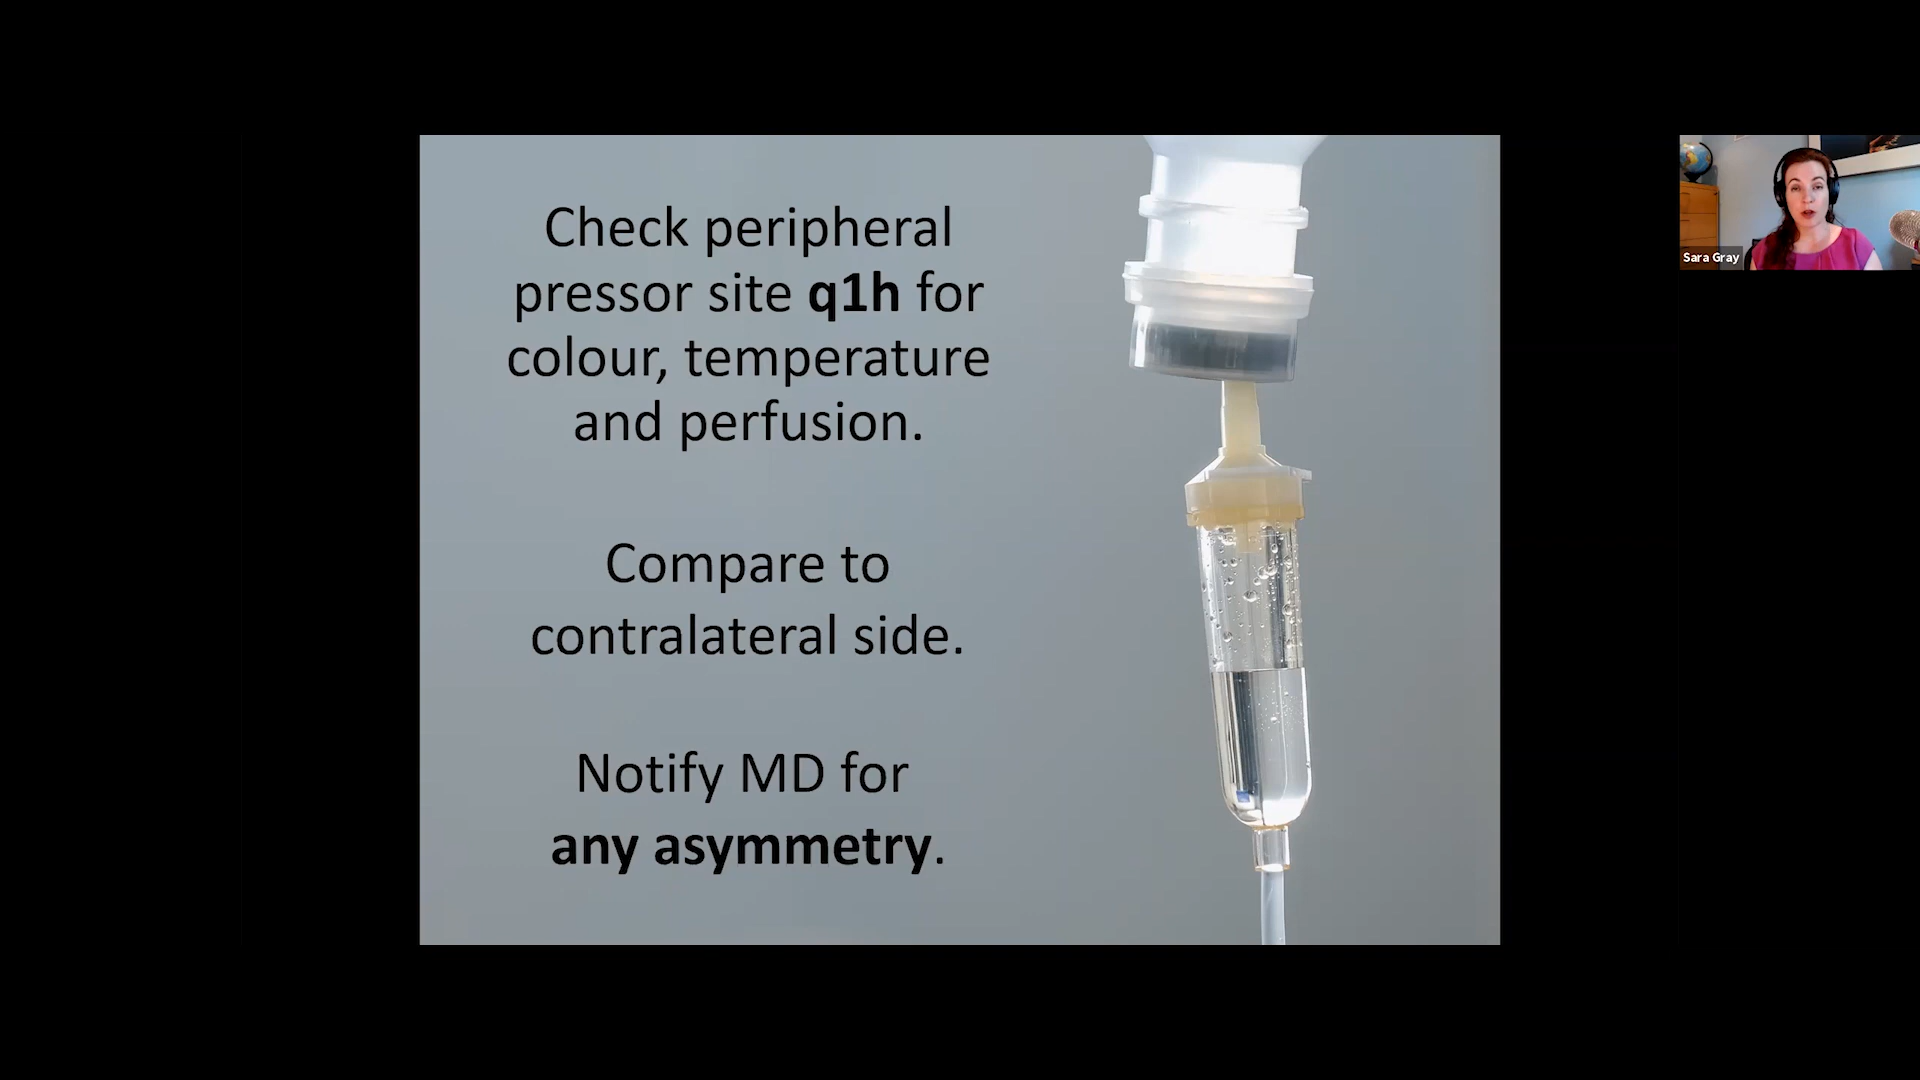 Check peripheral
pressor site q1h for
colour, temperature
and perfusion.
Compare to
contralateral side.
Notify MD for
any asymmetry.
Sara Gray